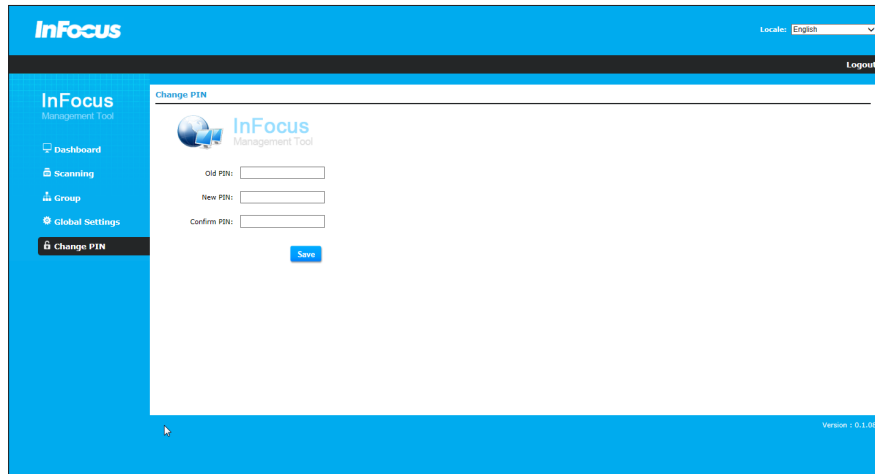 InFocus
Locale: English
Logout
InFocus
Management Tool
Dashboard
Scanning
Group
Global Settings
Change PIN
Change PIN
InFocus
Management Tool
Old PIN:
New PIN:
Confirm PIN:
Save
Version : 0.1.08